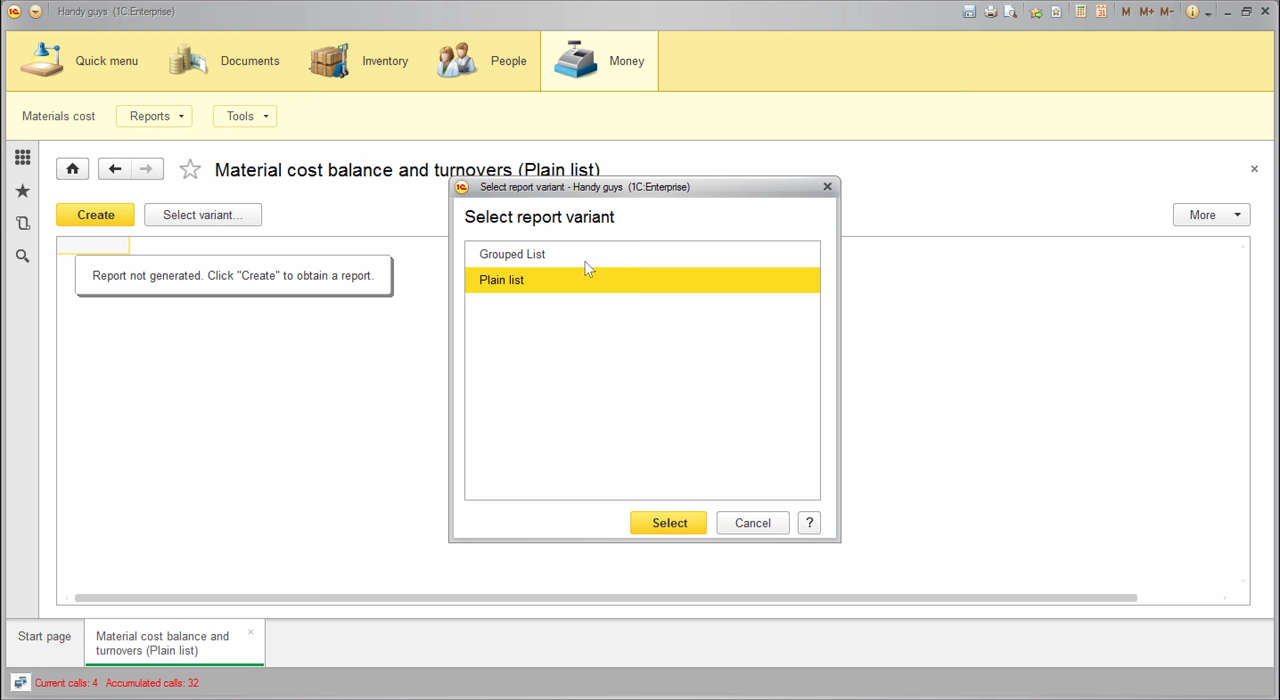 Handy guys (1C:Enterprise)
M M+ M-
Quick menu
Documents
Inventory
People
Money
Materials cost
Reports
Tools
Material cost balance and turnovers (Plain list)
Create
Select variant...
More
Report not generated. Click "Create" to obtain a report.
Select report variant - Handy guys (1C:Enterprise)
Select report variant
Grouped List
Plain list
Select
Cancel
?
Start page
Material cost balance and
turnovers (Plain list)
Current calls: 4 Accumulated calls: 32